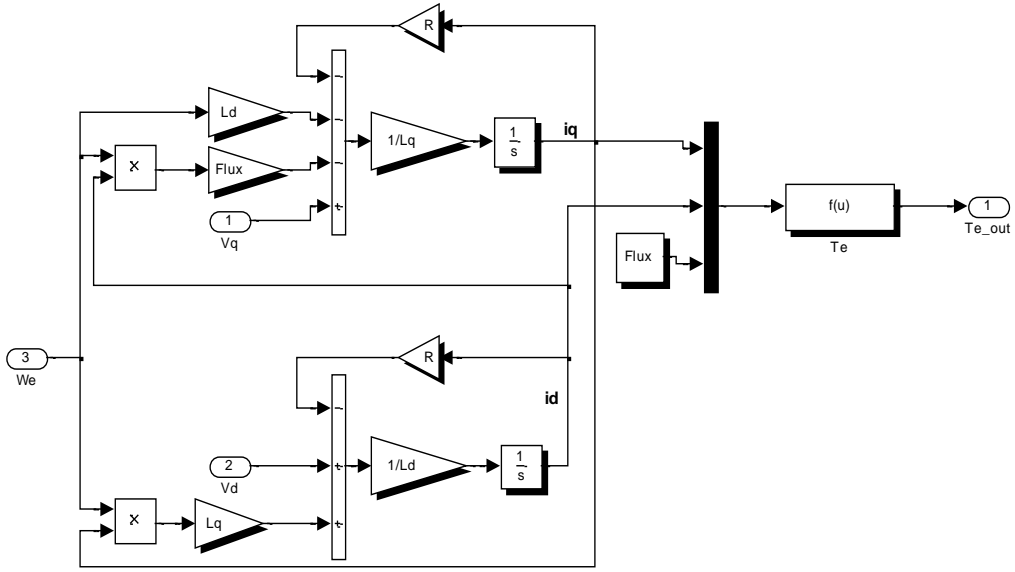 R
−
Ld
−
1/Lq
1
s
iq
×
Flux
−
f(u)
1
+
1
Te_out
Vq
Te
Flux
3
We
R
−
id
2
+
1/Ld
1
s
Vd
×
Lq
+